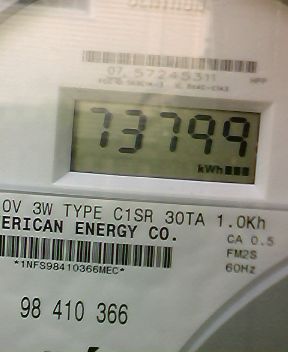 07 57245311
73799
kWh
0V 3W TYPE C1SR 30TA 1.0Kh
ERICAN ENERGY CO.
CA 0.5
FM2S
60Hz
*1NFS98410366MEC*
98 410 366